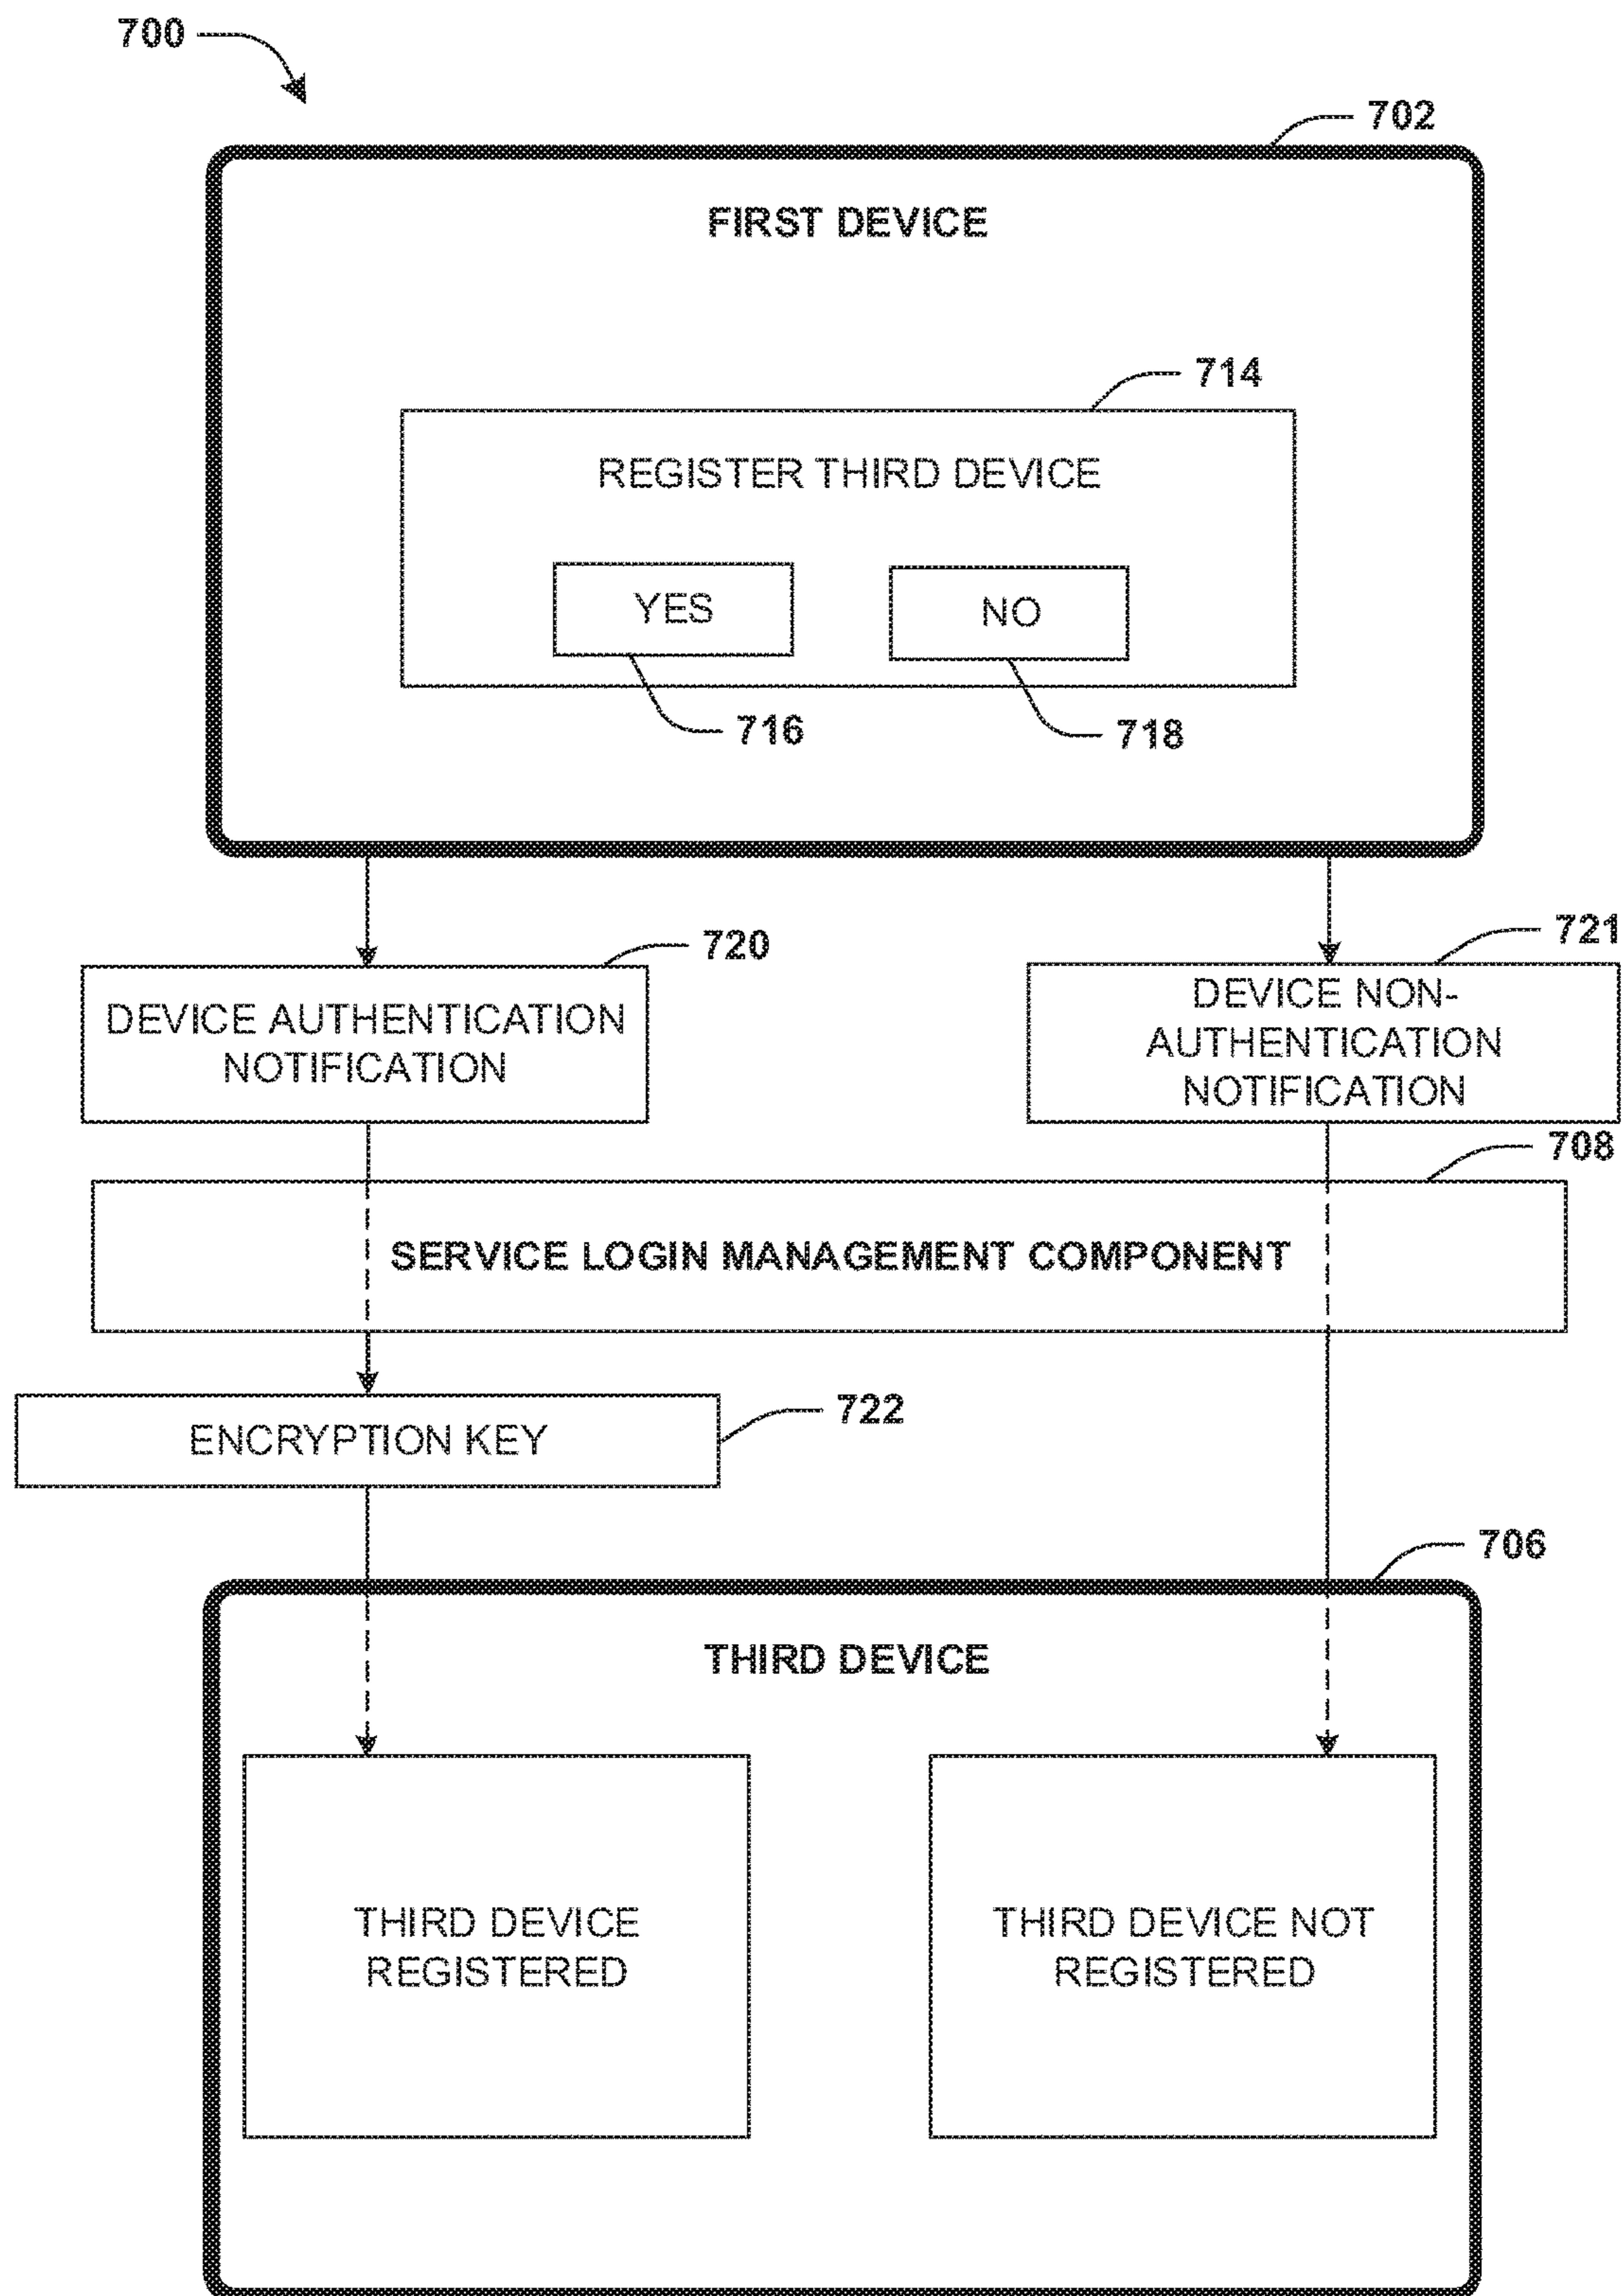 700
702
FIRST DEVICE
714
REGISTER THIRD DEVICE
YES
NO
716
718
720
721
DEVICE AUTHENTICATION
NOTIFICATION
DEVICE NON-
AUTHENTICATION
NOTIFICATION
708
SERVICE LOGIN MANAGEMENT COMPONENT
722
ENCRYPTION KEY
706
THIRD DEVICE
THIRD DEVICE
REGISTERED
THIRD DEVICE NOT
REGISTERED